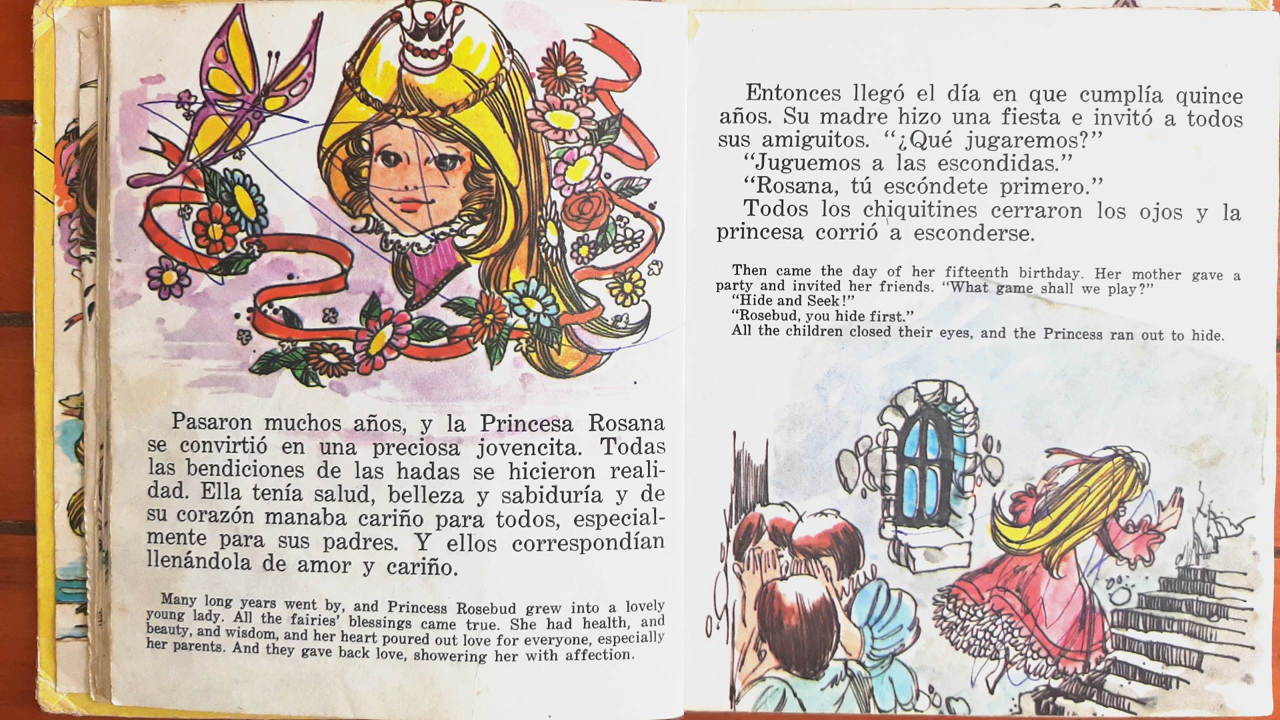 Pasaron muchos años, y la Princesa Rosana
se convirtió en una preciosa jovencita. Todas
las bendiciones de las hadas se hicieron reali-
dad. Ella tenía salud, belleza y sabiduría y de
su corazón manaba cariño para todos, especial-
mente para sus padres. Y ellos correspondían
llenándola de amor y cariño.
Many long years went by, and Princess Rosebud grew into a lovely
young lady. All the fairies' blessings came true. She had health, and
beauty, and wisdom, and her heart poured out love for everyone, especially
her parents. And they gave back love, showering her with affection.
Entonces llegó el día en que cumplía quince
años. Su madre hizo una fiesta e invitó a todos
sus amiguitos. “¿Qué jugaremos?”
“Juguemos a las escondidas.”
“Rosana, tú escóndete primero.”
Todos los chiquitines cerraron los ojos y la
princesa corrió a esconderse.
Then came the day of her fifteenth birthday. Her mother gave a
party and invited her friends. “What game shall we play?”
“Hide and Seek!”
“Rosebud, you hide first.”
All the children closed their eyes, and the Princess ran out to hide.